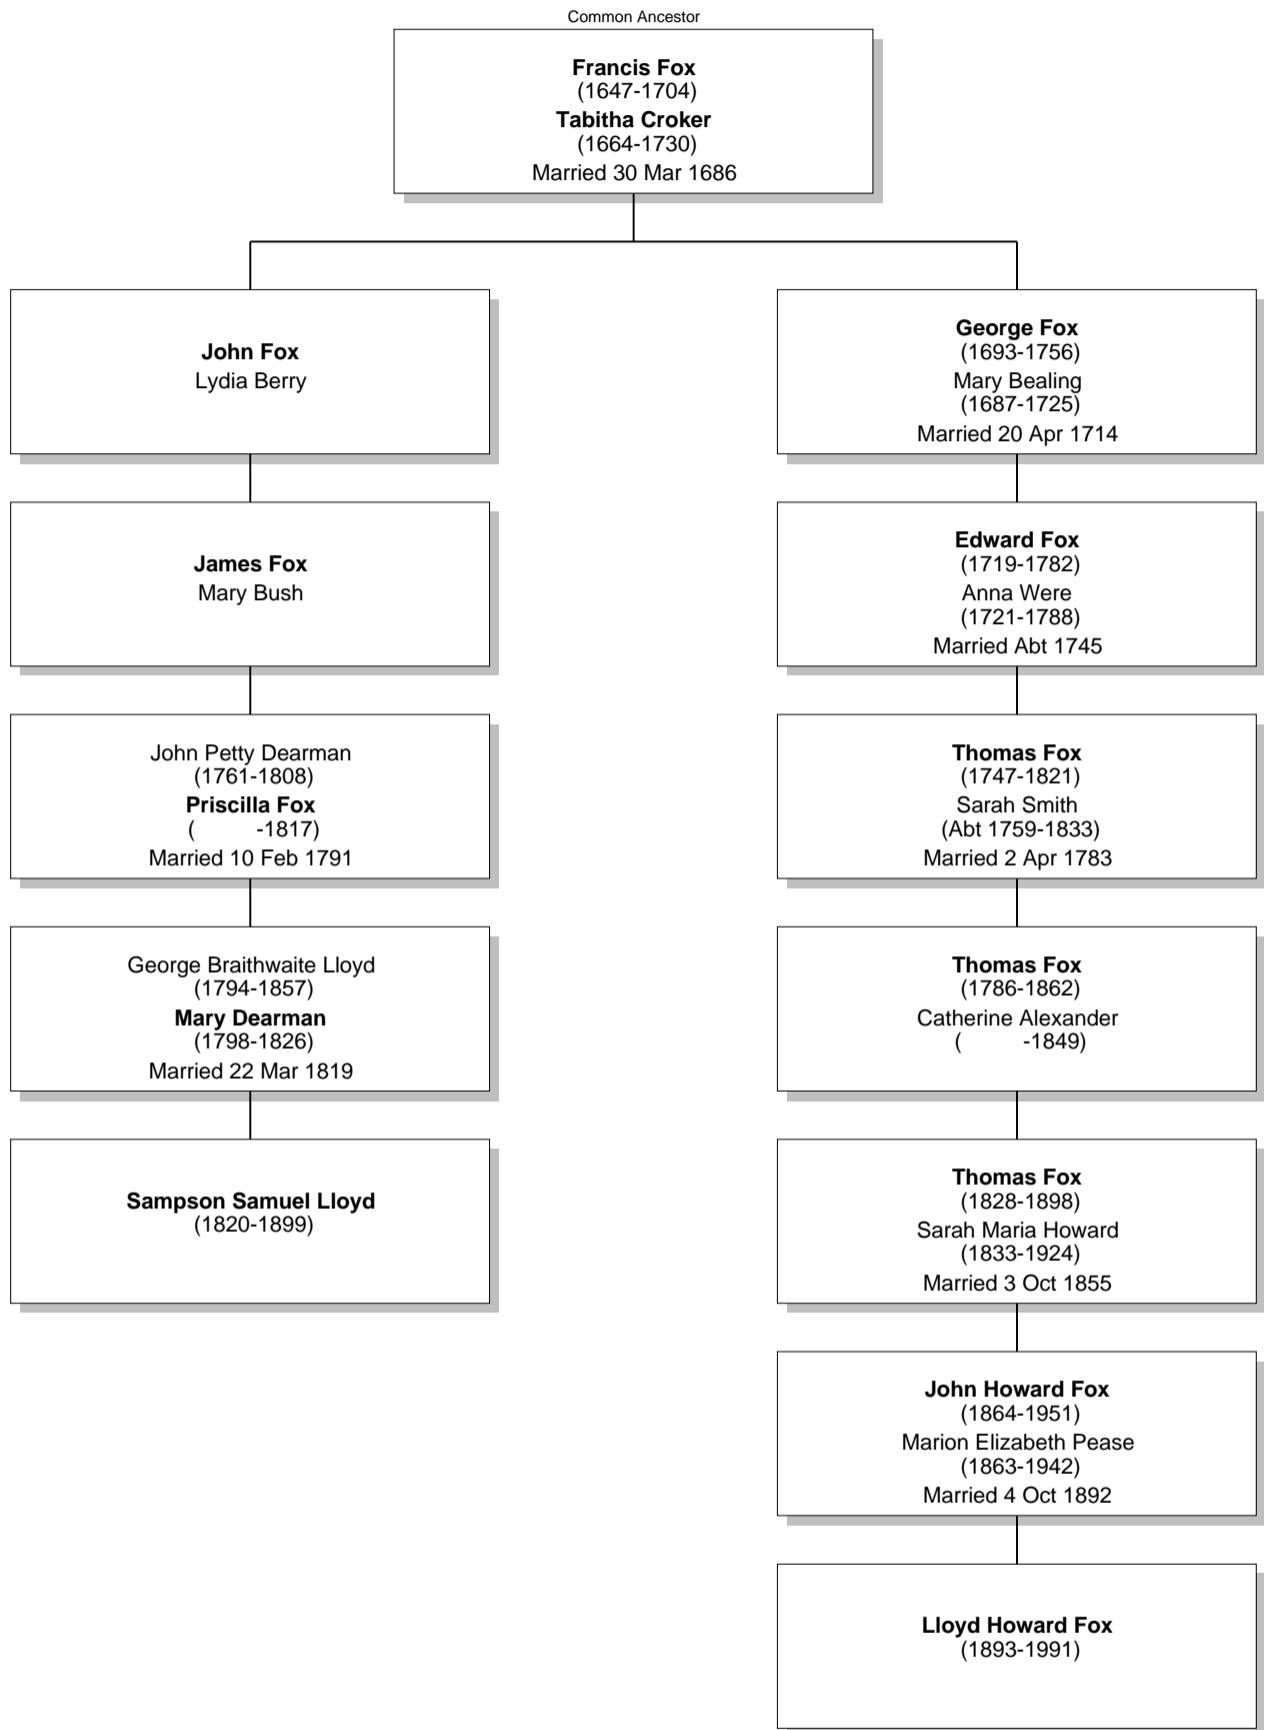 Common Ancestor
Francis Fox
(1647-1704)
Tabitha Croker
(1664-1730)
Married 30 Mar 1686
John Fox
Lydia Berry
George Fox
(1693-1756)
Mary Bealing
(1687-1725)
Married 20 Apr 1714
James Fox
Mary Bush
Edward Fox
(1719-1782)
Anna Were
(1721-1788)
Married Abt 1745
John Petty Dearman
(1761-1808)
Priscilla Fox
( -1817)
Married 10 Feb 1791
Thomas Fox
(1747-1821)
Sarah Smith
(Abt 1759-1833)
Married 2 Apr 1783
George Braithwaite Lloyd
(1794-1857)
Mary Dearman
(1798-1826)
Married 22 Mar 1819
Thomas Fox
(1786-1862)
Catherine Alexander
( -1849)
Sampson Samuel Lloyd
(1820-1899)
Thomas Fox
(1828-1898)
Sarah Maria Howard
(1833-1924)
Married 3 Oct 1855
John Howard Fox
(1864-1951)
Marion Elizabeth Pease
(1863-1942)
Married 4 Oct 1892
Lloyd Howard Fox
(1893-1991)